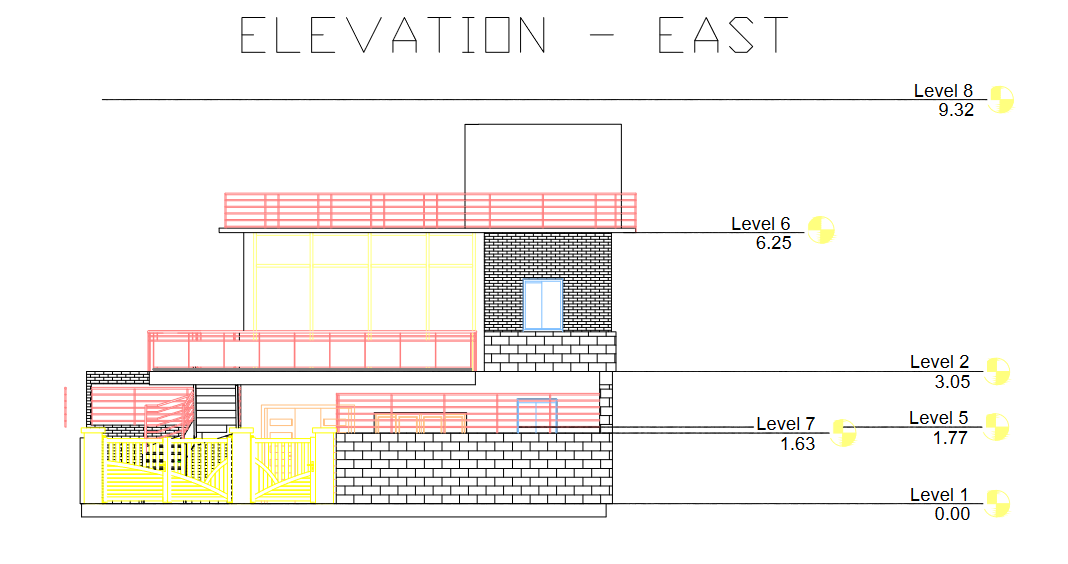 ELEVATION - EAST
Level 8
9.32
Level 6
6.25
Level 2
3.05
Level 5
1.77
Level 7
1.63
Level 1
0.00